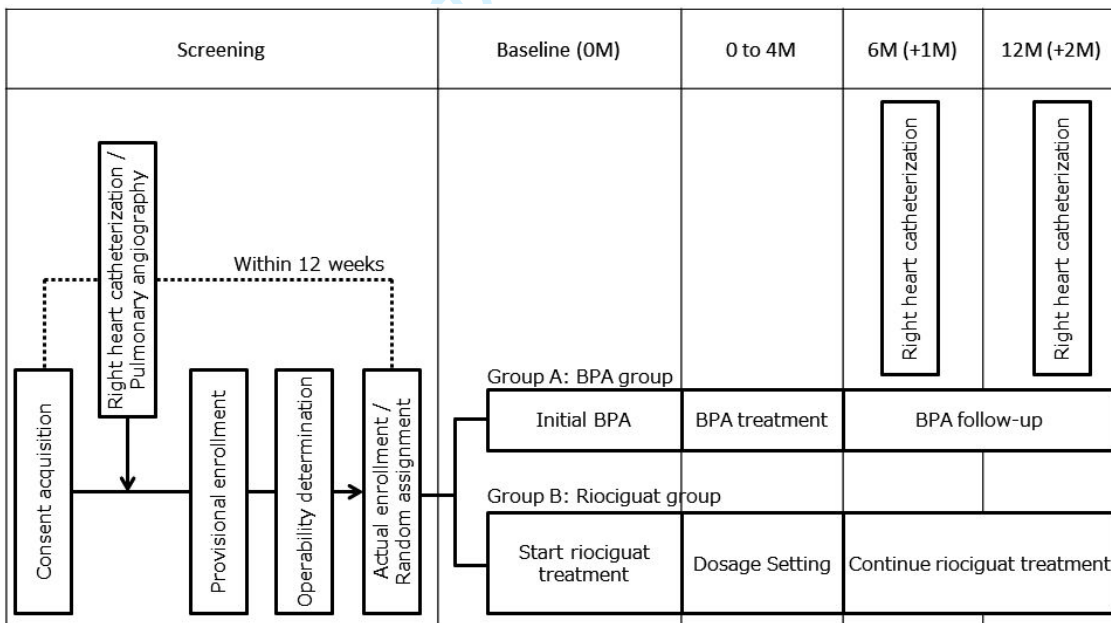 Screening
Baseline (0M)
0 to 4M
6M (+1M)
12M (+2M)
Right heart catheterization /
Pulmonary angiography
Within 12 weeks
Consent acquisition
Provisional enrollment
Operability determination
Actual enrollment /
Random assignment
Right heart catheterization
Right heart catheterization
Group A: BPA group
Initial BPA
BPA treatment
BPA follow-up
Group B: Riociguat group
Start riociguat
treatment
Dosage Setting
Continue riociguat treatment